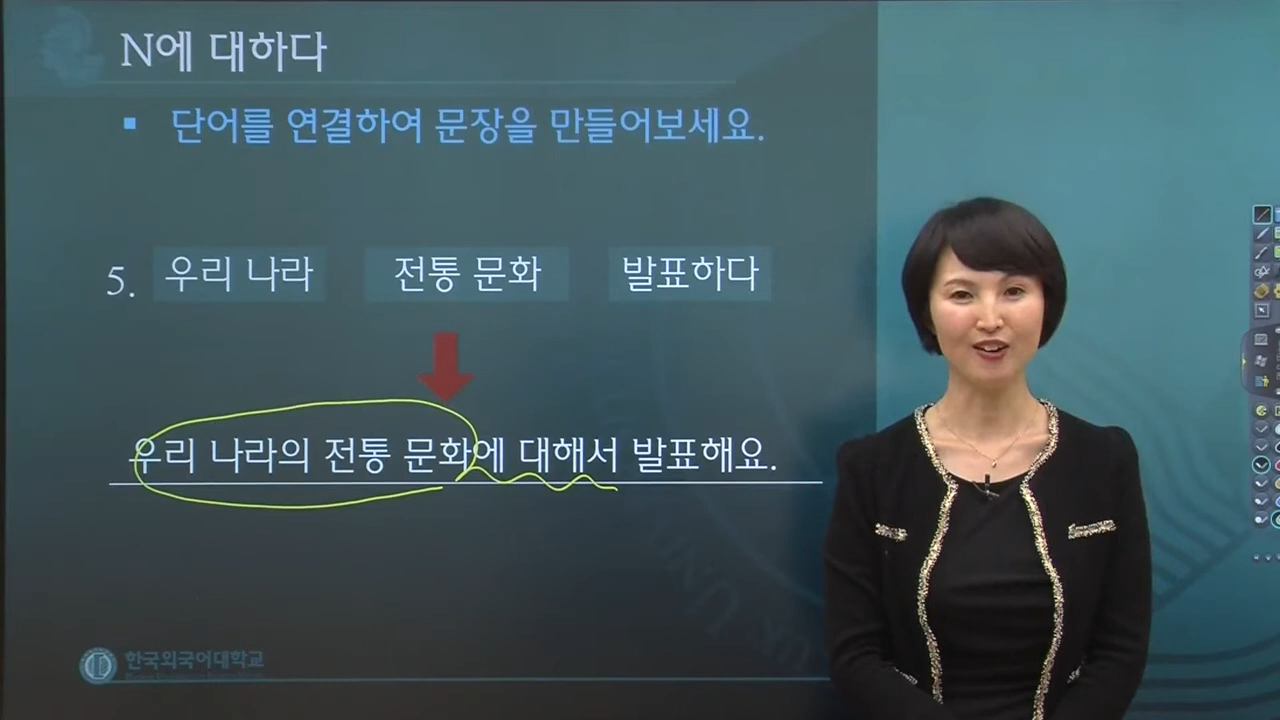 N에 대하다
▪ 단어를 연결하여 문장을 만들어보세요.
5. 우리 나라 전통 문화 발표하다
우리 나라의 전통 문화에 대해서 발표해요.
한국외국어대학교